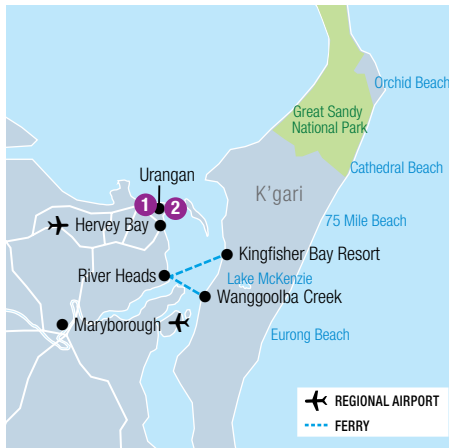 Orchid Beach
Great Sandy
National Park
Urangan
Cathedral Beach
K'gari
1 2
75 Mile Beach
Hervey Bay
Kingfisher Bay Resort
River Heads
Lake McKenzie
Wanggoolba Creek
Maryborough
Eurong Beach
REGIONAL AIRPORT
FERRY